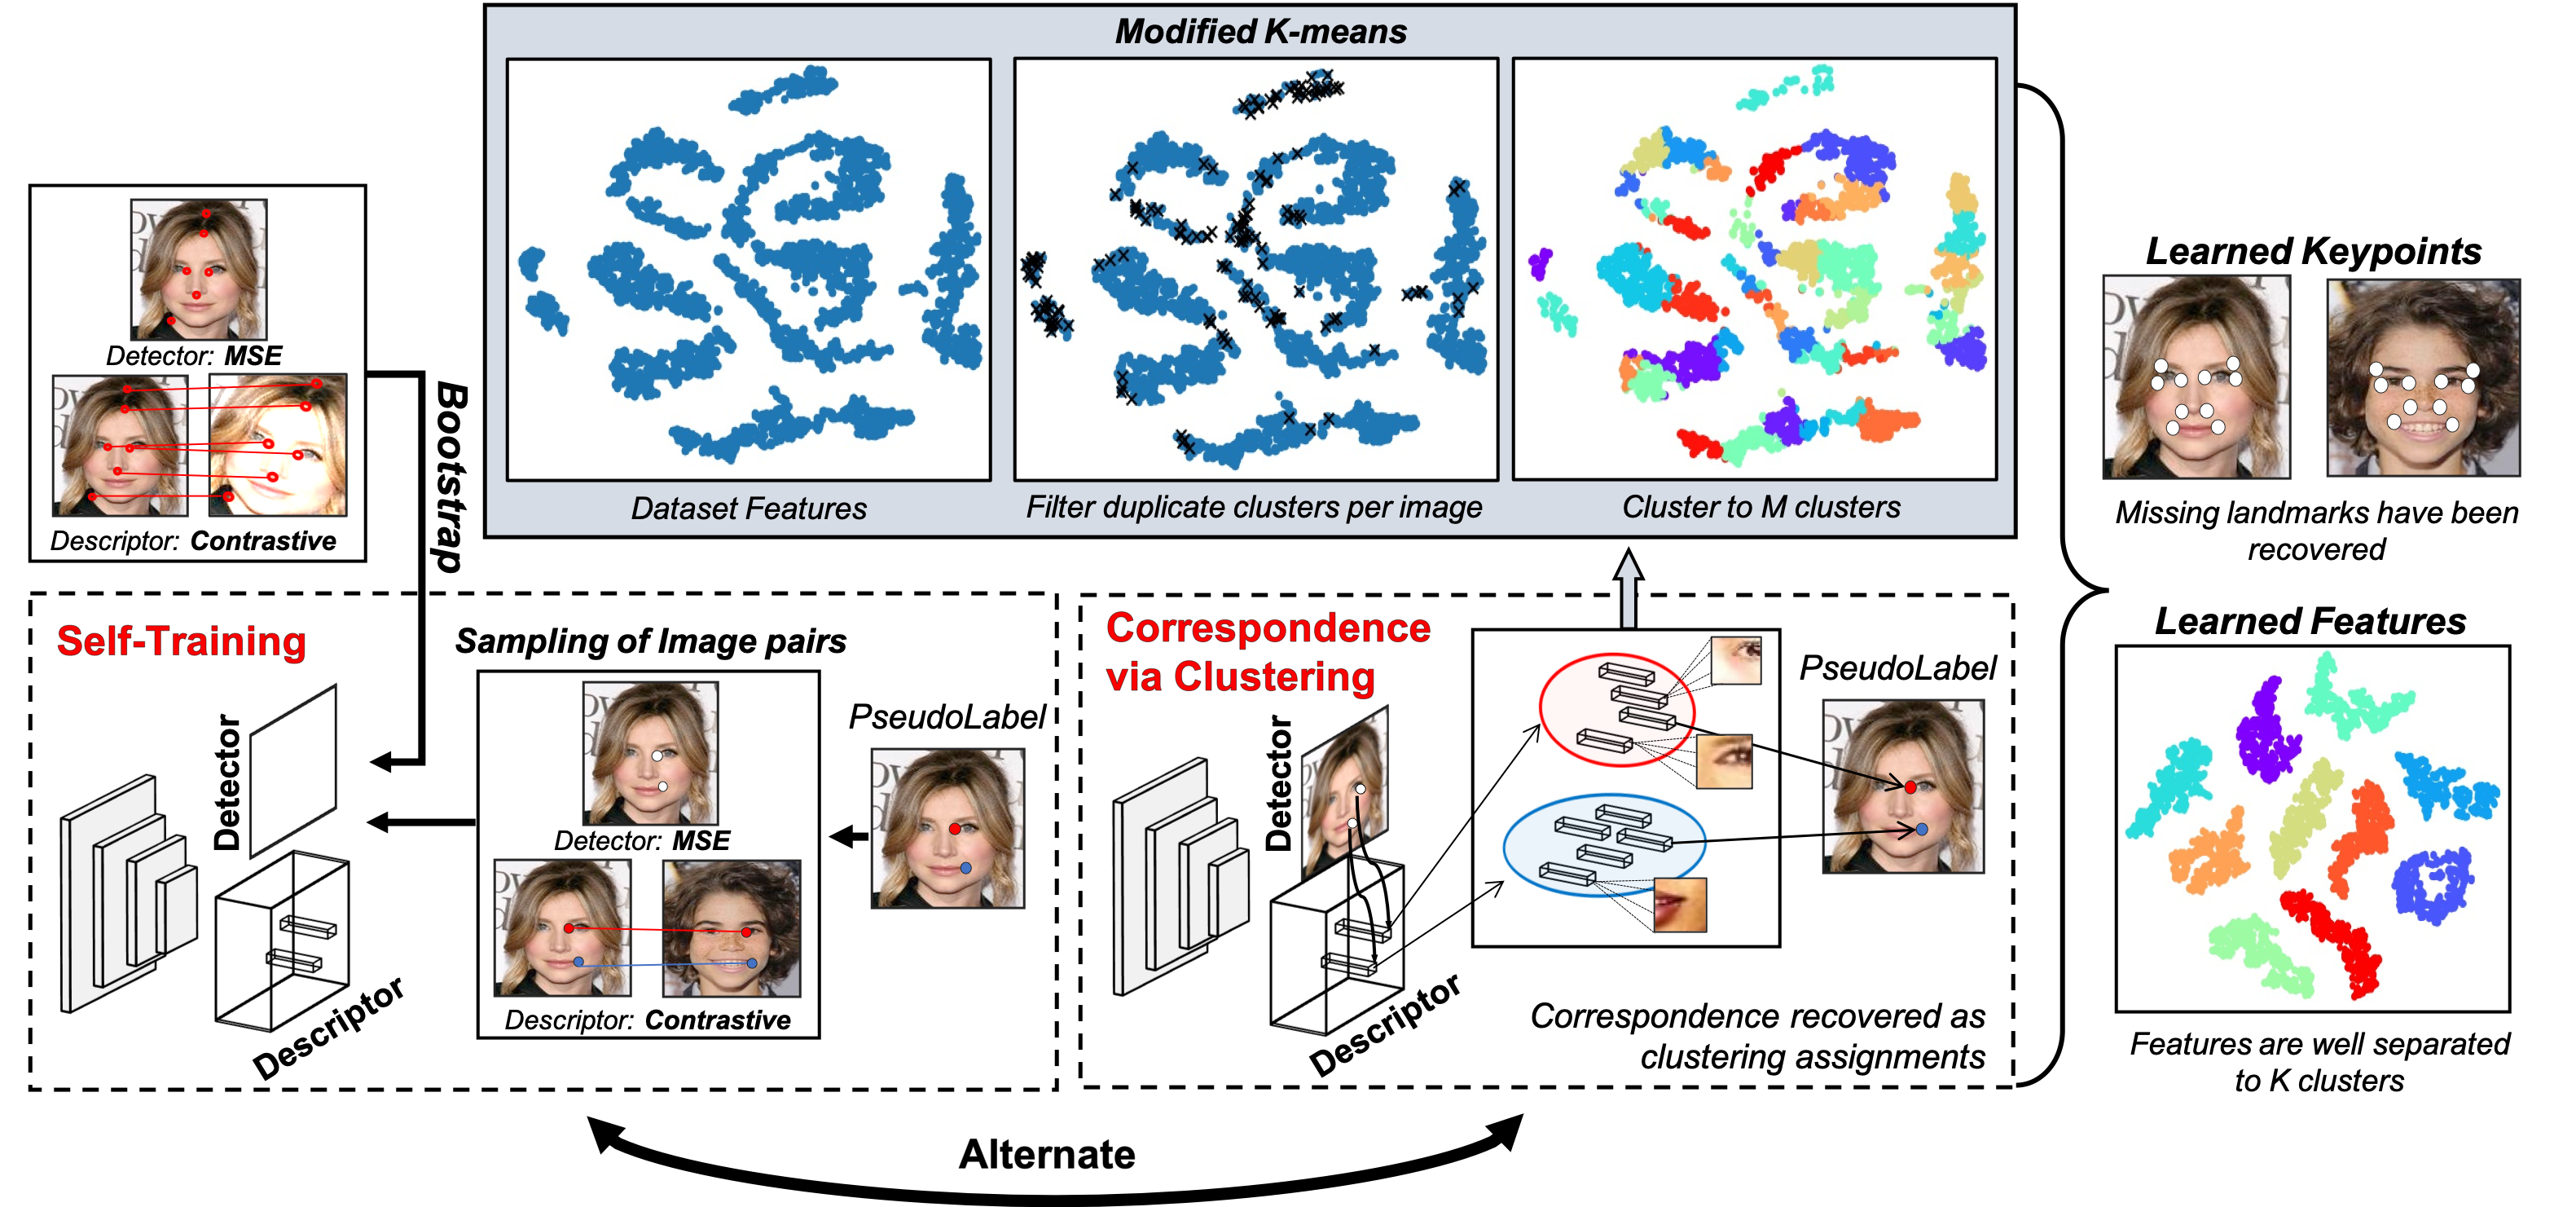 Modified K-means
Dataset Features
Filter duplicate clusters per image
Cluster to M clusters
Detector: MSE
Descriptor: Contrastive
Bootstrap
Self-Training
Sampling of Image pairs
Detector
Descriptor
Detector: MSE
Descriptor: Contrastive
PseudoLabel
Correspondence
via Clustering
Detector
Descriptor
PseudoLabel
Correspondence recovered as
clustering assignments
Alternate
Learned Keypoints
Missing landmarks have been
recovered
Learned Features
Features are well separated
to K clusters